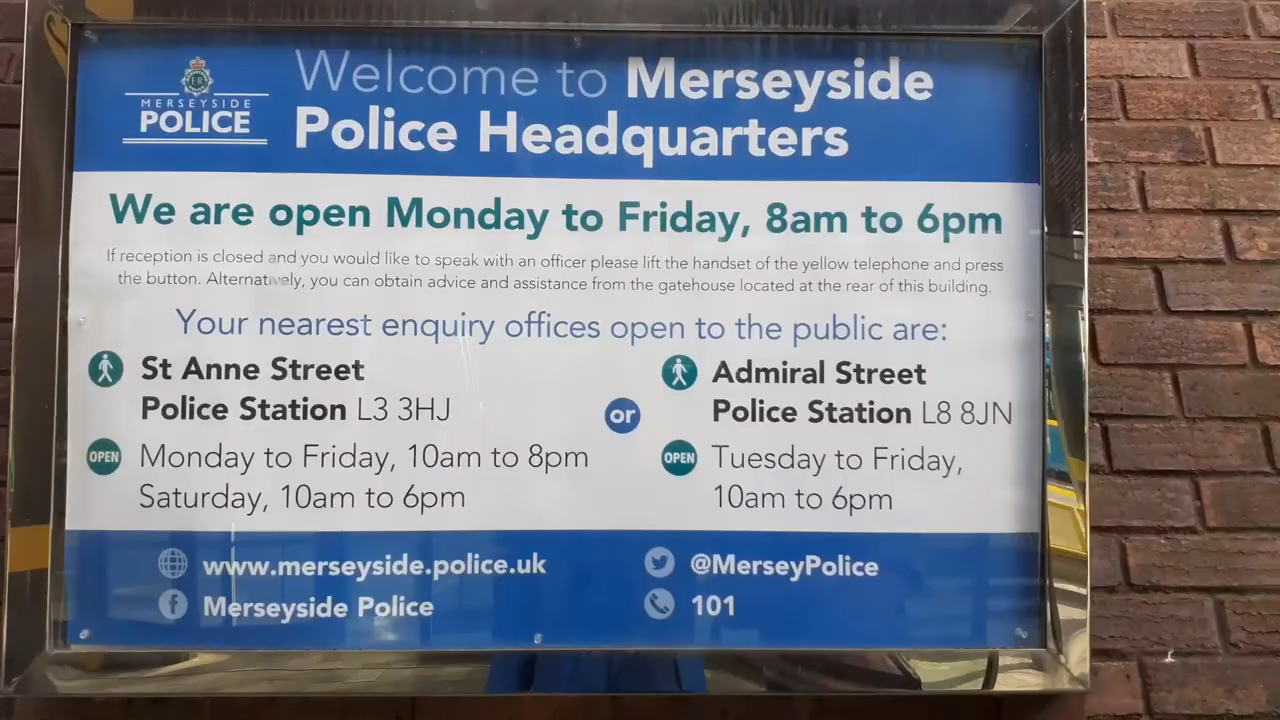 MERSEYSIDE
POLICE
Welcome to Merseyside
Police Headquarters
We are open Monday to Friday, 8am to 6pm
If reception is closed and you would like to speak with an officer please lift the handset of the yellow telephone and press
the button. Alternatively, you can obtain advice and assistance from the gatehouse located at the rear of this building.
Your nearest enquiry offices open to the public are:
St Anne Street
Police Station L3 3HJ
OPEN
Monday to Friday, 10am to 8pm
Saturday, 10am to 6pm
or
Admiral Street
Police Station L8 8JN
OPEN
Tuesday to Friday,
10am to 6pm
www.merseyside.police.uk
Merseyside Police
@MerseyPolice
101